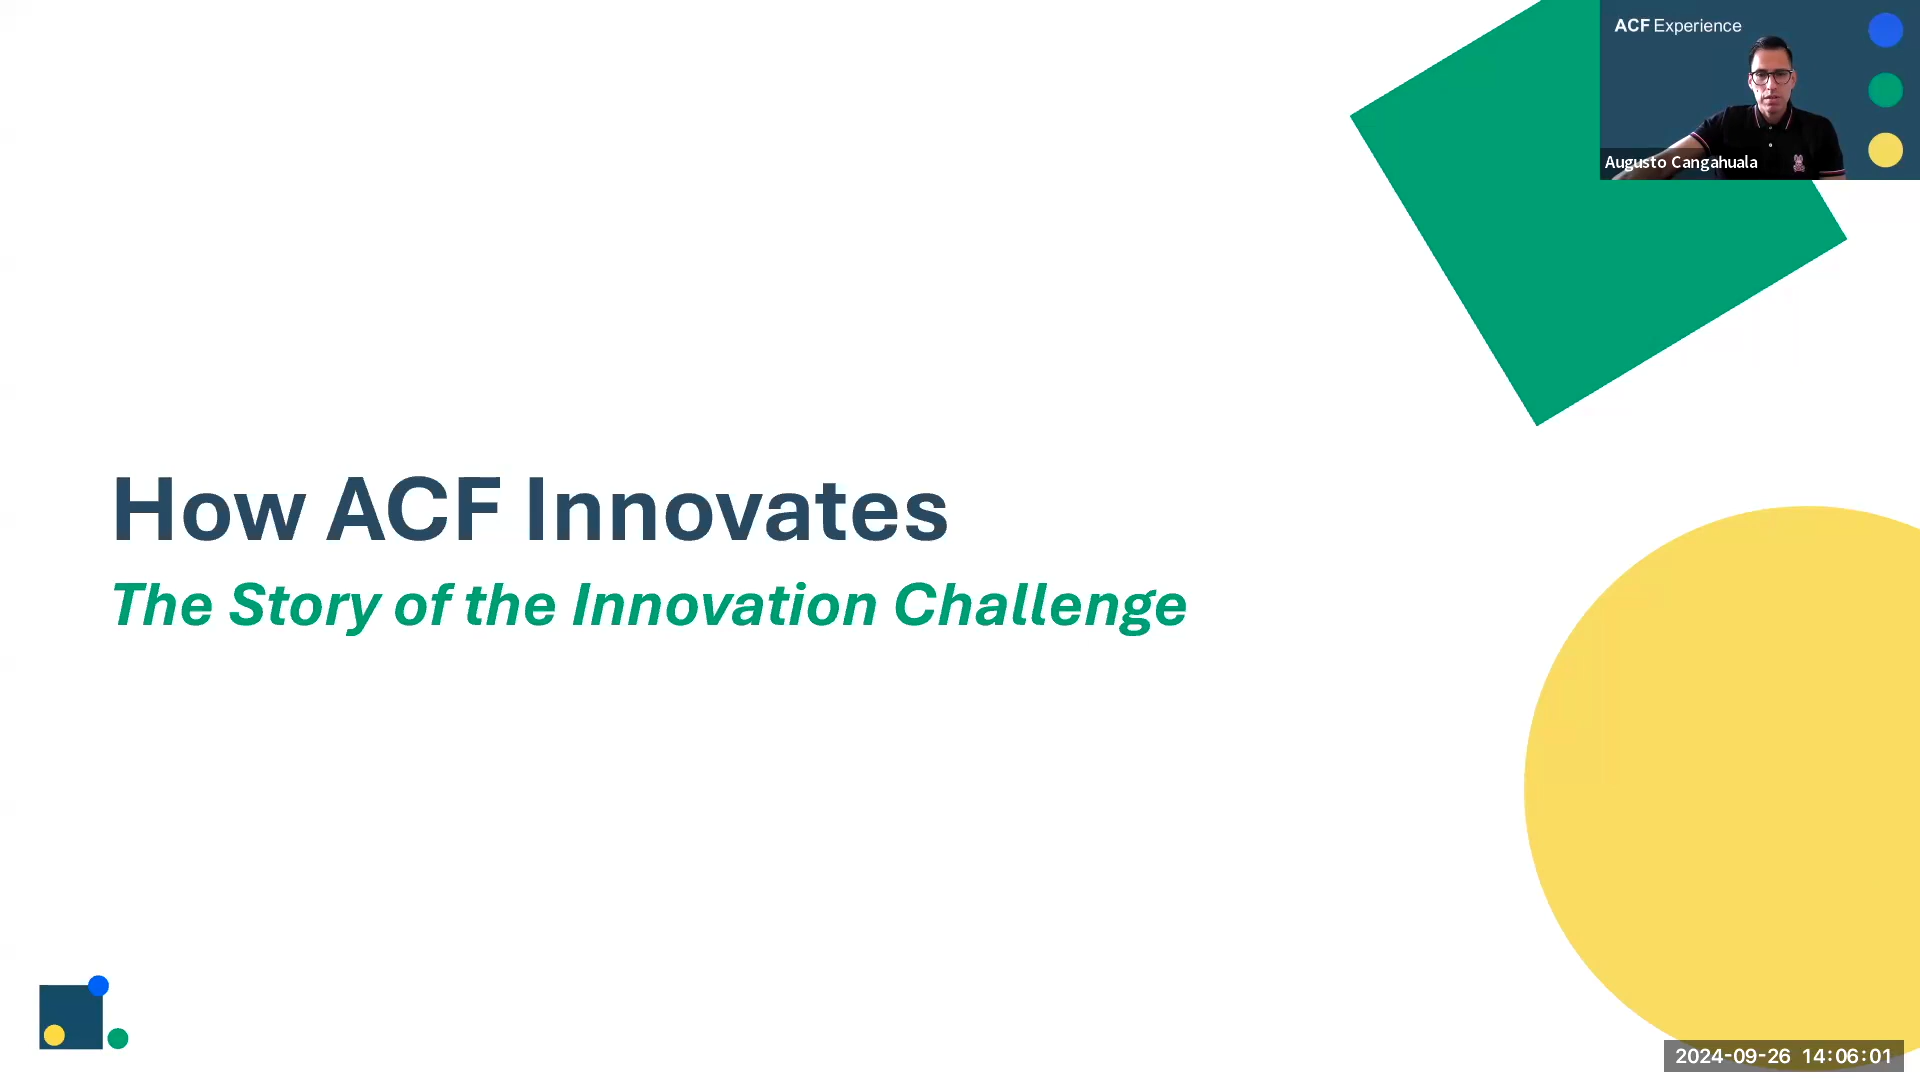 ACF Experience
Augusto Cangahuala
How ACF Innovates
The Story of the Innovation Challenge
2024-09-26 14:06:01